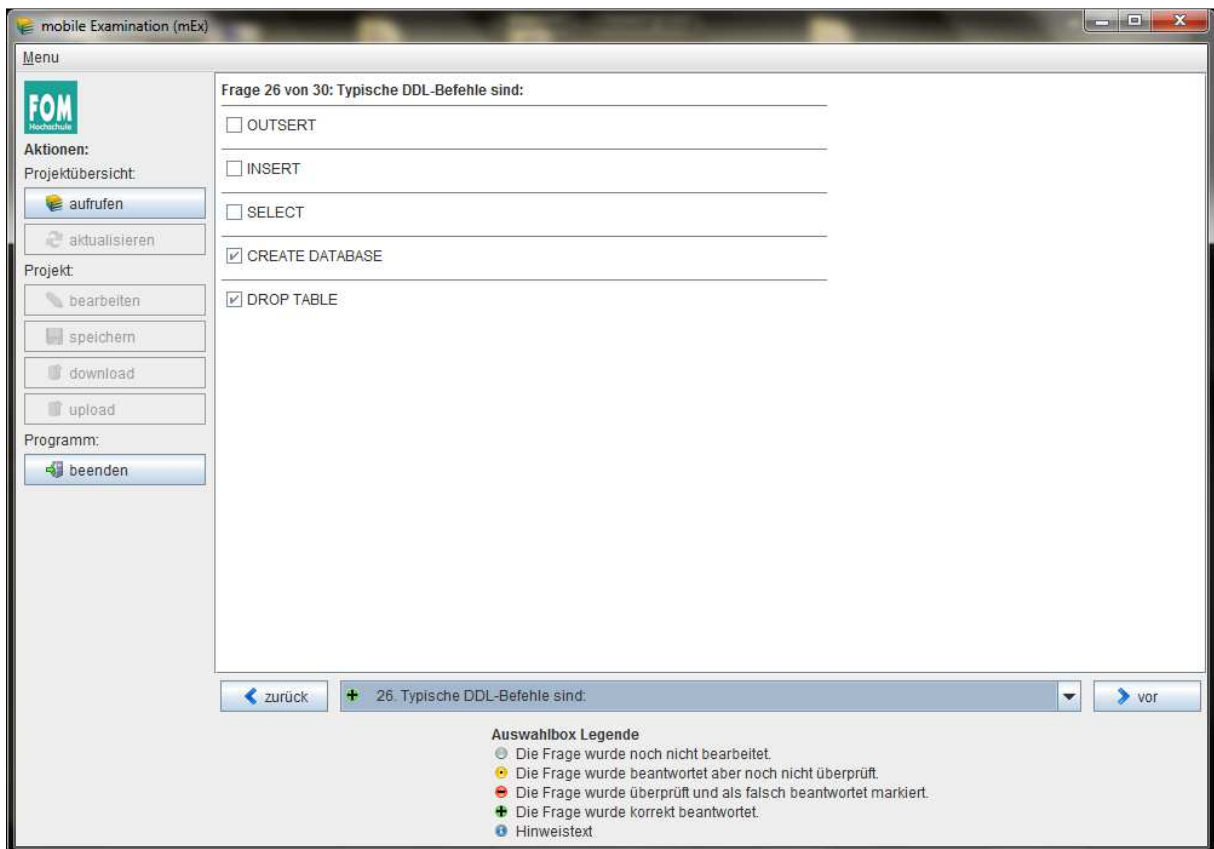 mobile Examination (mEx)
Menu
FOM
Hochschule
Aktionen:
Projektübersicht:
aufrufen
aktualisieren
Projekt:
bearbeiten
speichern
download
upload
Programm:
beenden
Frage 26 von 30: Typische DDL-Befehle sind:
OUTSERT
INSERT
SELECT
CREATE DATABASE
DROP TABLE
zurück
26. Typische DDL-Befehle sind:
vor
Auswahlbox Legende
Die Frage wurde noch nicht bearbeitet.
Die Frage wurde beantwortet aber noch nicht überprüft.
Die Frage wurde überprüft und als falsch beantwortet markiert.
Die Frage wurde korrekt beantwortet.
Hinweistext